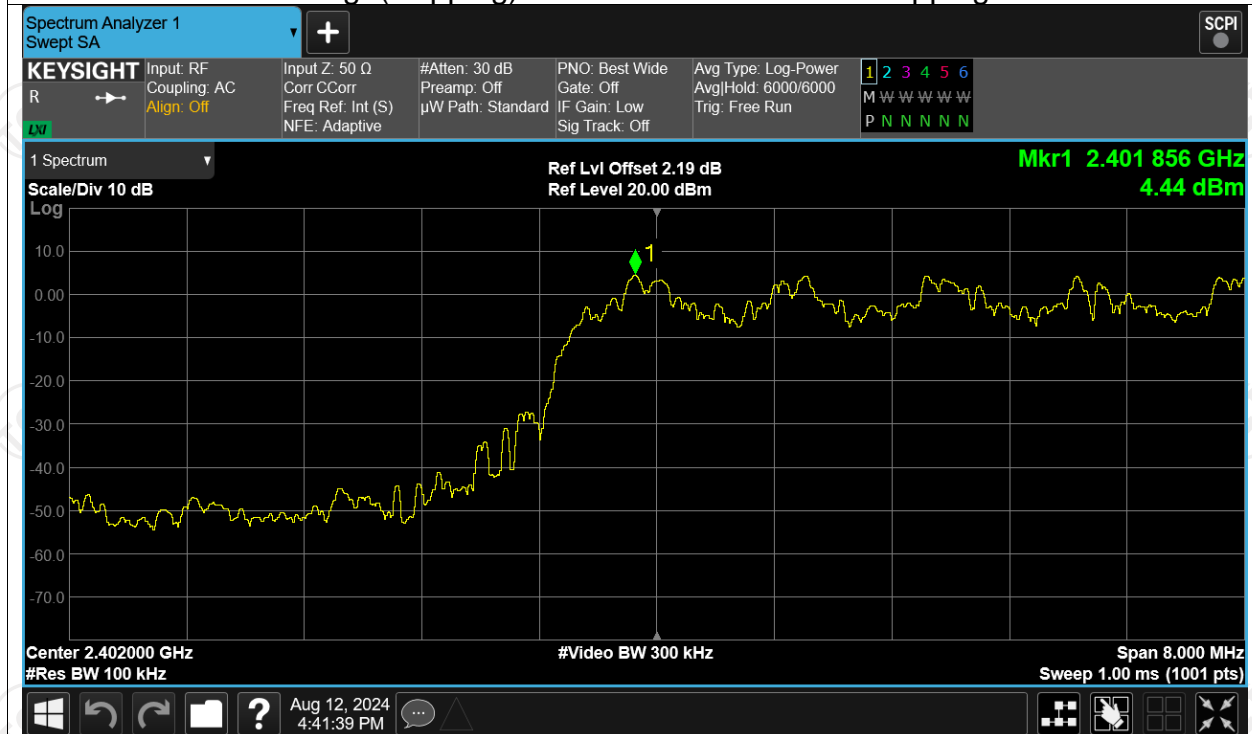 Spectrum Analyzer 1
Swept SA
+
SCPI
KEYSIGHT
R
LXI
Input: RF
Coupling: AC
Align: Off
Input Z: 50 Ω
Corr CCorr
Freq Ref: Int (S)
NFE: Adaptive
#Atten: 30 dB
Preamp: Off
µW Path: Standard
PNO: Best Wide
Gate: Off
IF Gain: Low
Sig Track: Off
Avg Type: Log-Power
Avg|Hold: 6000/6000
Trig: Free Run
1 2 3 4 5 6
M W W W W W
P N N N N N
1 Spectrum
Scale/Div 10 dB
Log
Ref Lvl Offset 2.19 dB
Ref Level 20.00 dBm
Mkr1 2.401 856 GHz
4.44 dBm
1
10.0
0.00
-10.0
-20.0
-30.0
-40.0
-50.0
-60.0
-70.0
Center 2.402000 GHz
#Res BW 100 kHz
#Video BW 300 kHz
Span 8.000 MHz
Sweep 1.00 ms (1001 pts)
?
Aug 12, 2024
4:41:39 PM